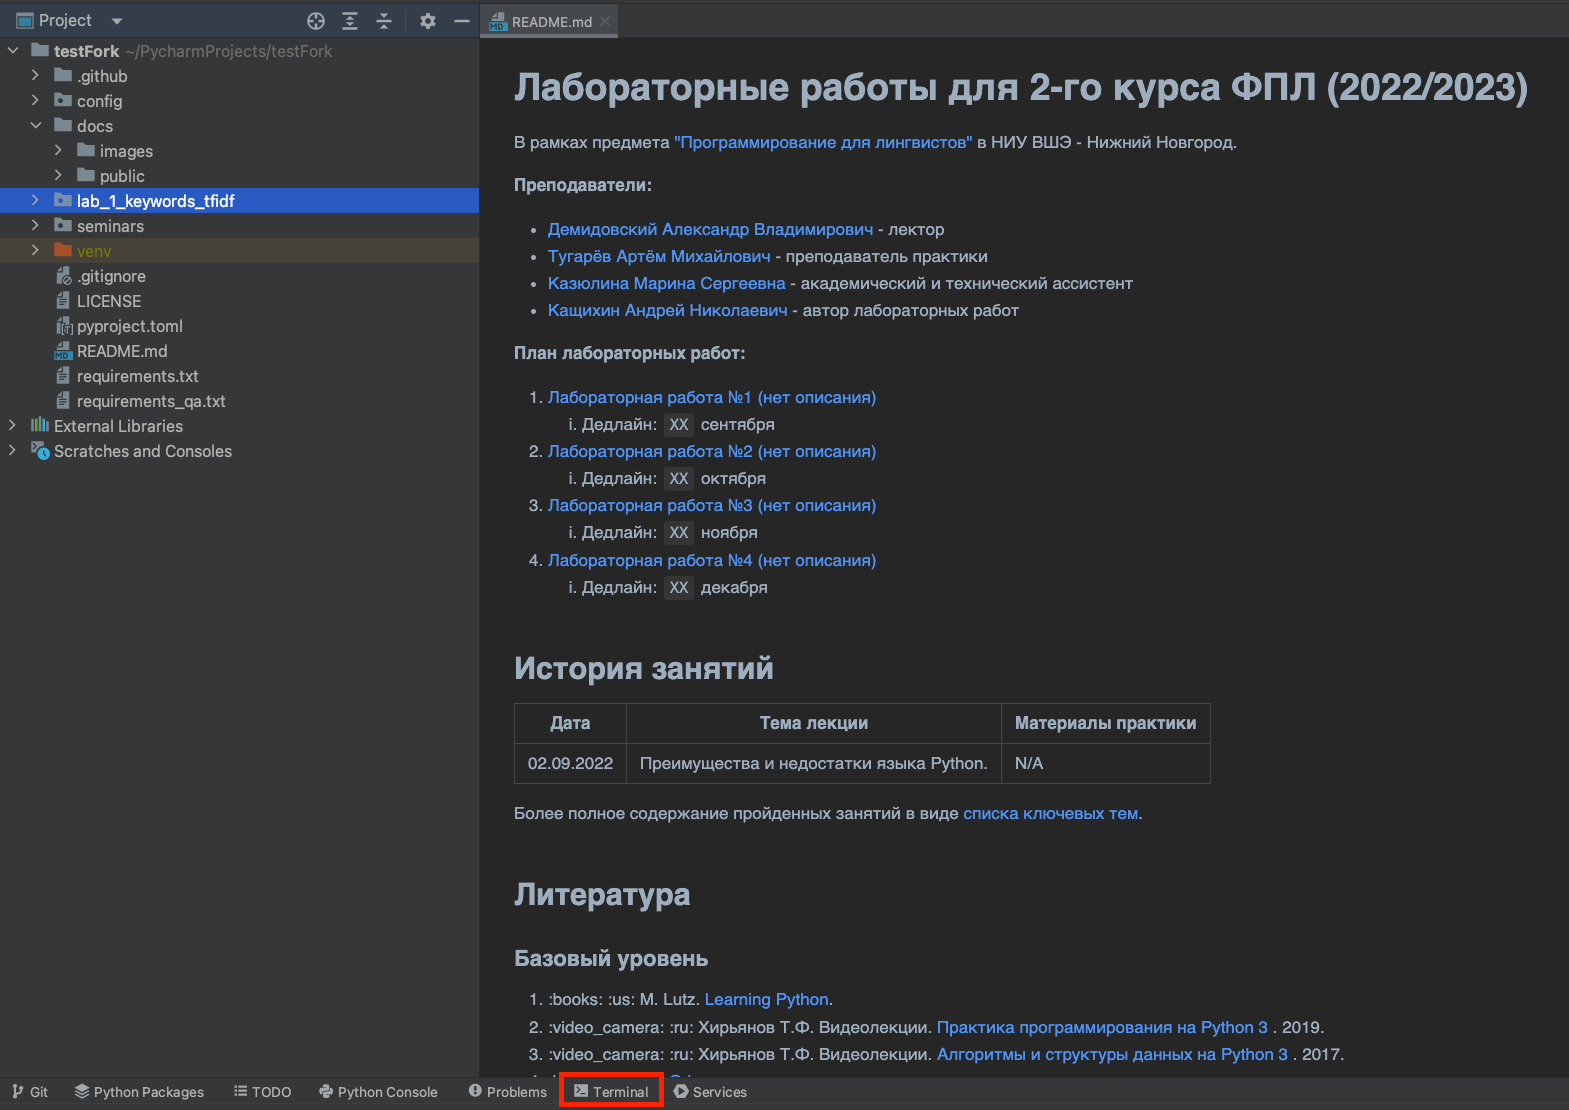 Project
README.md
testFork ~/PycharmProjects/testFork
.github
config
docs
images
public
lab_1_keywords_tfidf
seminars
venv
.gitignore
LICENSE
pyproject.toml
README.md
requirements.txt
requirements_qa.txt
External Libraries
Scratches and Consoles
Лабораторные работы для 2-го курса ФПЛ (2022/2023)
В рамках предмета "Программирование для лингвистов" в НИУ ВШЭ - Нижний Новгород.
Преподаватели:
• Демидовский Александр Владимирович - лектор
• Тугарёв Артём Михайлович - преподаватель практики
• Казюлина Марина Сергеевна - академический и технический ассистент
• Кащихин Андрей Николаевич - автор лабораторных работ
План лабораторных работ:
1. Лабораторная работа №1 (нет описания)
i. Дедлайн: XX сентября
2. Лабораторная работа №2 (нет описания)
i. Дедлайн: XX октября
3. Лабораторная работа №3 (нет описания)
i. Дедлайн: XX ноября
4. Лабораторная работа №4 (нет описания)
i. Дедлайн: XX декабря
История занятий
Дата Тема лекции Материалы практики
02.09.2022 Преимущества и недостатки языка Python. N/A
Более полное содержание пройденных занятий в виде списка ключевых тем.
Литература
Базовый уровень
1. :books: :us: M. Lutz. Learning Python.
2. :video_camera: :ru: Хирьянов Т.Ф. Видеолекции. Практика программирования на Python 3 . 2019.
3. :video_camera: :ru: Хирьянов Т.Ф. Видеолекции. Алгоритмы и структуры данных на Python 3 . 2017.
Git Python Packages TODO Python Console Problems Terminal Services